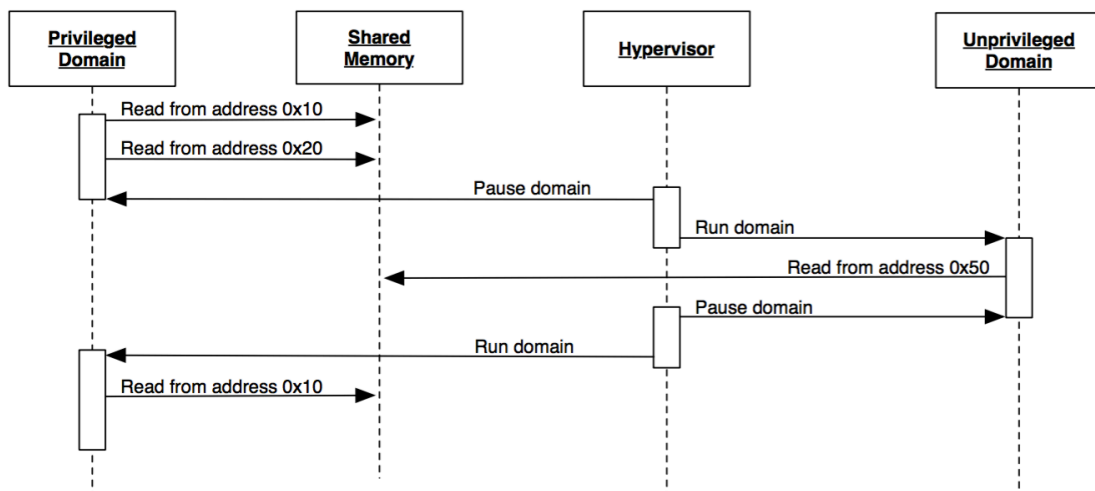 Privileged
Domain
Shared
Memory
Hypervisor
Unprivileged
Domain
Read from address 0x10
Read from address 0x20
Pause domain
Run domain
Read from address 0x50
Pause domain
Run domain
Read from address 0x10